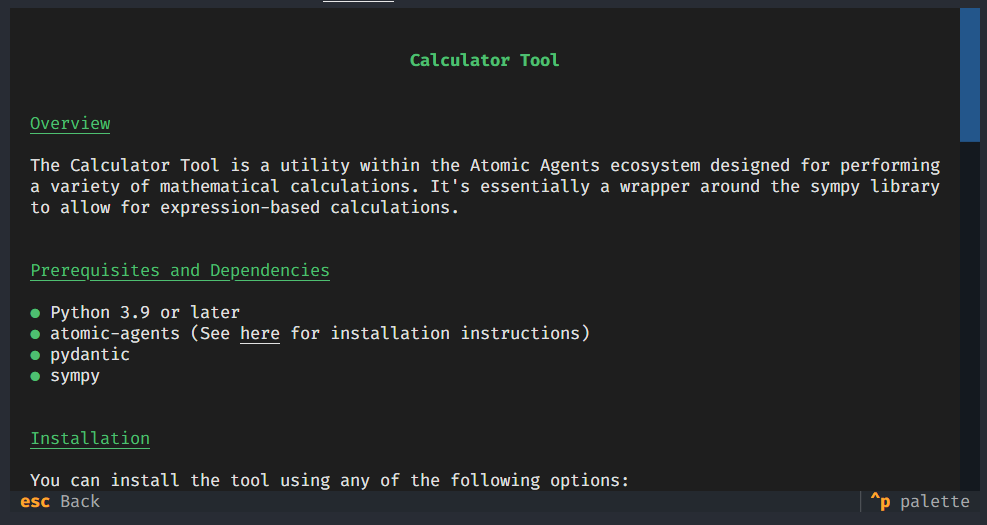 Calculator Tool
Overview
The Calculator Tool is a utility within the Atomic Agents ecosystem designed for performing
a variety of mathematical calculations. It's essentially a wrapper around the sympy library
to allow for expression-based calculations.
Prerequisites and Dependencies
● Python 3.9 or later
● atomic-agents (See here for installation instructions)
● pydantic
● sympy
Installation
You can install the tool using any of the following options:
esc Back ^p palette